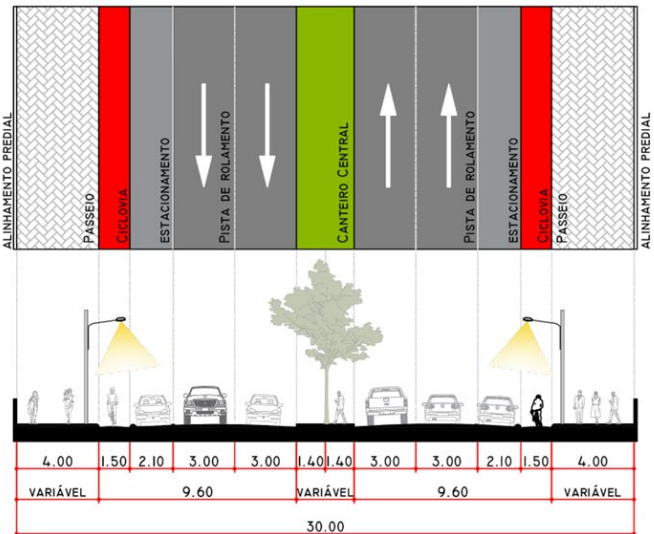 ALINHAMENTO PREDIAL
PASSEIO
CICLOVIA
ESTACIONAMENTO
PISTA DE ROLAMENTO
CANTEIRO CENTRAL
PISTA DE ROLAMENTO
ESTACIONAMENTO
CICLOVIA
PASSEIO
ALINHAMENTO PREDIAL
4.00 1.50 2.10 3.00 3.00 1.40 1.40 3.00 3.00 2.10 1.50 4.00
VARIÁVEL 9.60 VARIÁVEL 9.60 VARIÁVEL
30.00